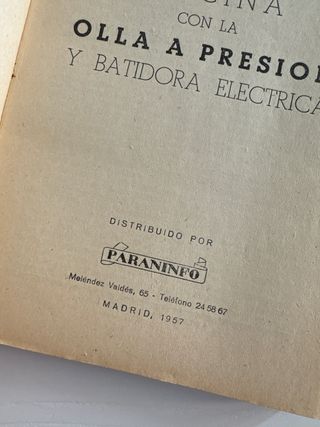 CON LA
OLLA A PRESION
Y BATIDORA ELECTRICA
DISTRIBUIDO POR
PARANINFO
Meléndez Valdés, 65 - Teléfono 24 58 67
MADRID, 1957